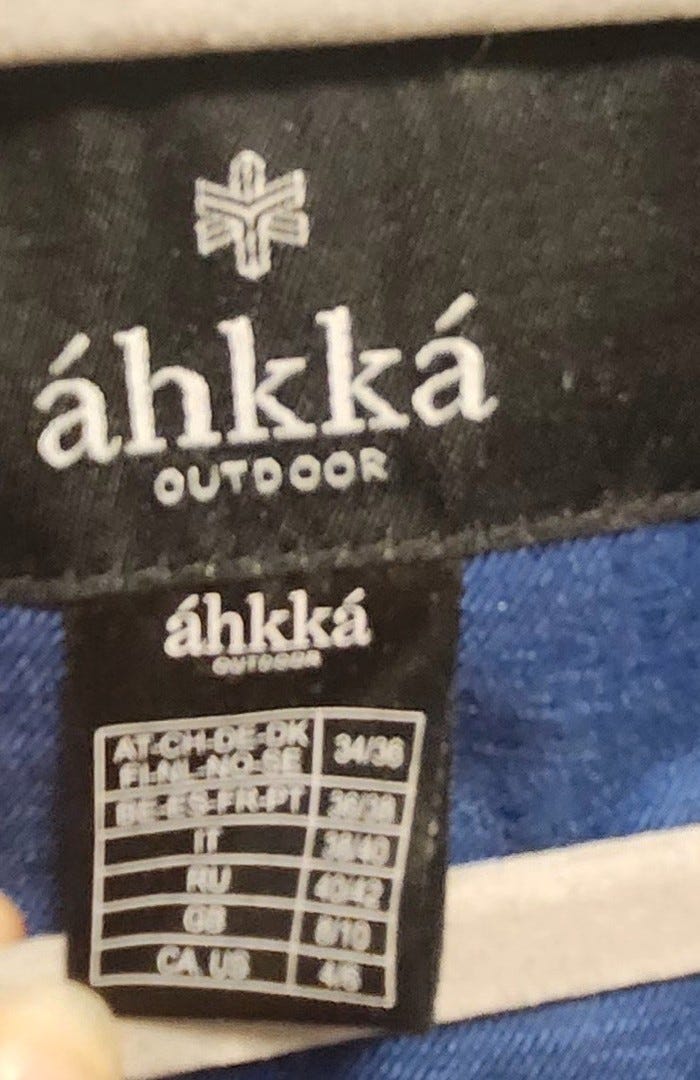 áhkká
OUTDOOR
áhkká
OUTDOOR
AT-CH-DE-DK
FI-NL-NO-SE 34/36
BE-ES-FR-PT 36/38
IT 38/40
RU 40/42
GB 8/10
CA, US 4/6